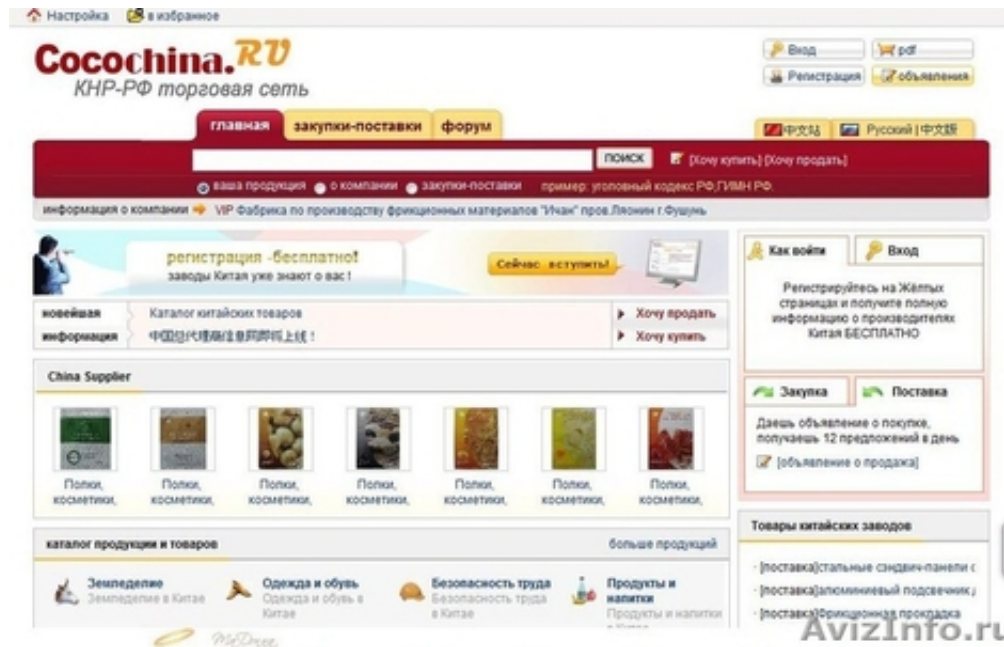 Настройка в избранное
Cocochina.RU
КНР-РФ торговая сеть
Вход pdf
Регистрация объявления
главная закупки-поставки форум
中文站 Русский | 中文版
поиск [Хочу купить] [Хочу продать]
ваша продукция о компании закупки-поставки пример: уголовный кодекс РФ,ГИМН РФ.
информация о компании VIP Фабрика по производству фрикционных материалов "Ичан" пров.Ляонин г.Фушунь
регистрация -бесплатно!
заводы Китая уже знают о вас!
Сейчас вступить!
Как войти Вход
Регистрируйтесь на Жёлтых
страницах и получите полную
информацию о производителях
Китая БЕСПЛАТНО
новейшая Каталог китайских товаров Хочу продать
информация Хочу купить
China Supplier
Полки, Полки, Полки, Полки, Полки, Полки, Полки,
косметики, косметики, косметики, косметики, косметики, косметики, косметики,
Закупка Поставка
Даешь объявление о покупке,
получаешь 12 предложений в день
[объявление о продажа]
каталог продукции и товаров больше продукций
Земледелие
Земледелие в Китае
Одежда и обувь
Одежда и обувь в
Китае
Безопасность труда
Безопасность труда
в Китае
Продукты и
напитки
Продукты и напитки
Товары китайских заводов
[поставка]стальные сэндвич-панели с
[поставка]алюминиевый подсвечник
[поставка]Фрикционная прокладка
AvizInfo.ru